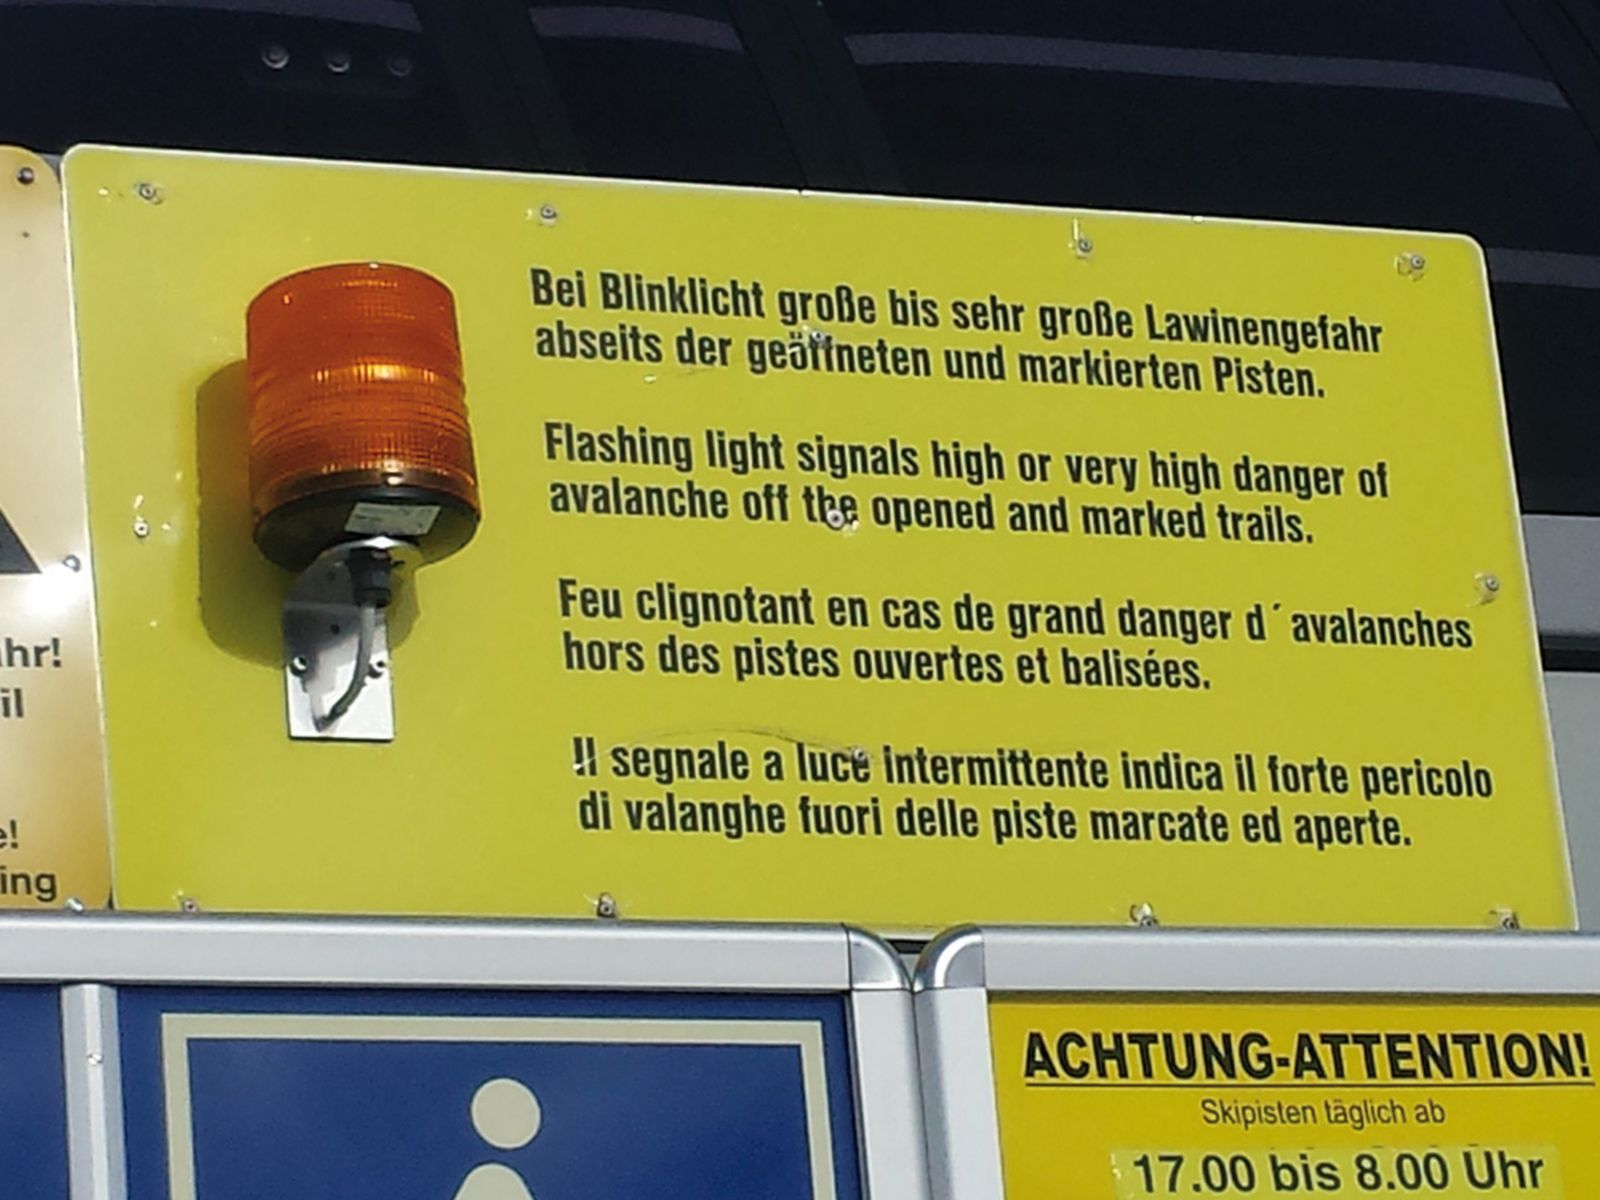 Bei Blinklicht große bis sehr große Lawinengefahr
abseits der geöffneten und markierten Pisten.
Flashing light signals high or very high danger of
avalanche off the opened and marked trails.
Feu clignotant en cas de grand danger d´avalanches
hors des pistes ouvertes et balisées.
Il segnale a luce intermittente indica il forte pericolo
di valanghe fuori delle piste marcate ed aperte.
hr!
il
e!
ing
ACHTUNG-ATTENTION!
Skipisten täglich ab
17.00 bis 8.00 Uhr